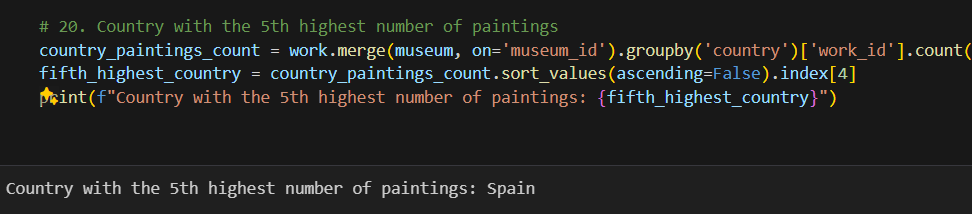 # 20. Country with the 5th highest number of paintings
country_paintings_count = work.merge(museum, on='museum_id').groupby('country')['work_id'].count(
fifth_highest_country = country_paintings_count.sort_values(ascending=False).index[4]
print(f"Country with the 5th highest number of paintings: {fifth_highest_country}")
Country with the 5th highest number of paintings: Spain